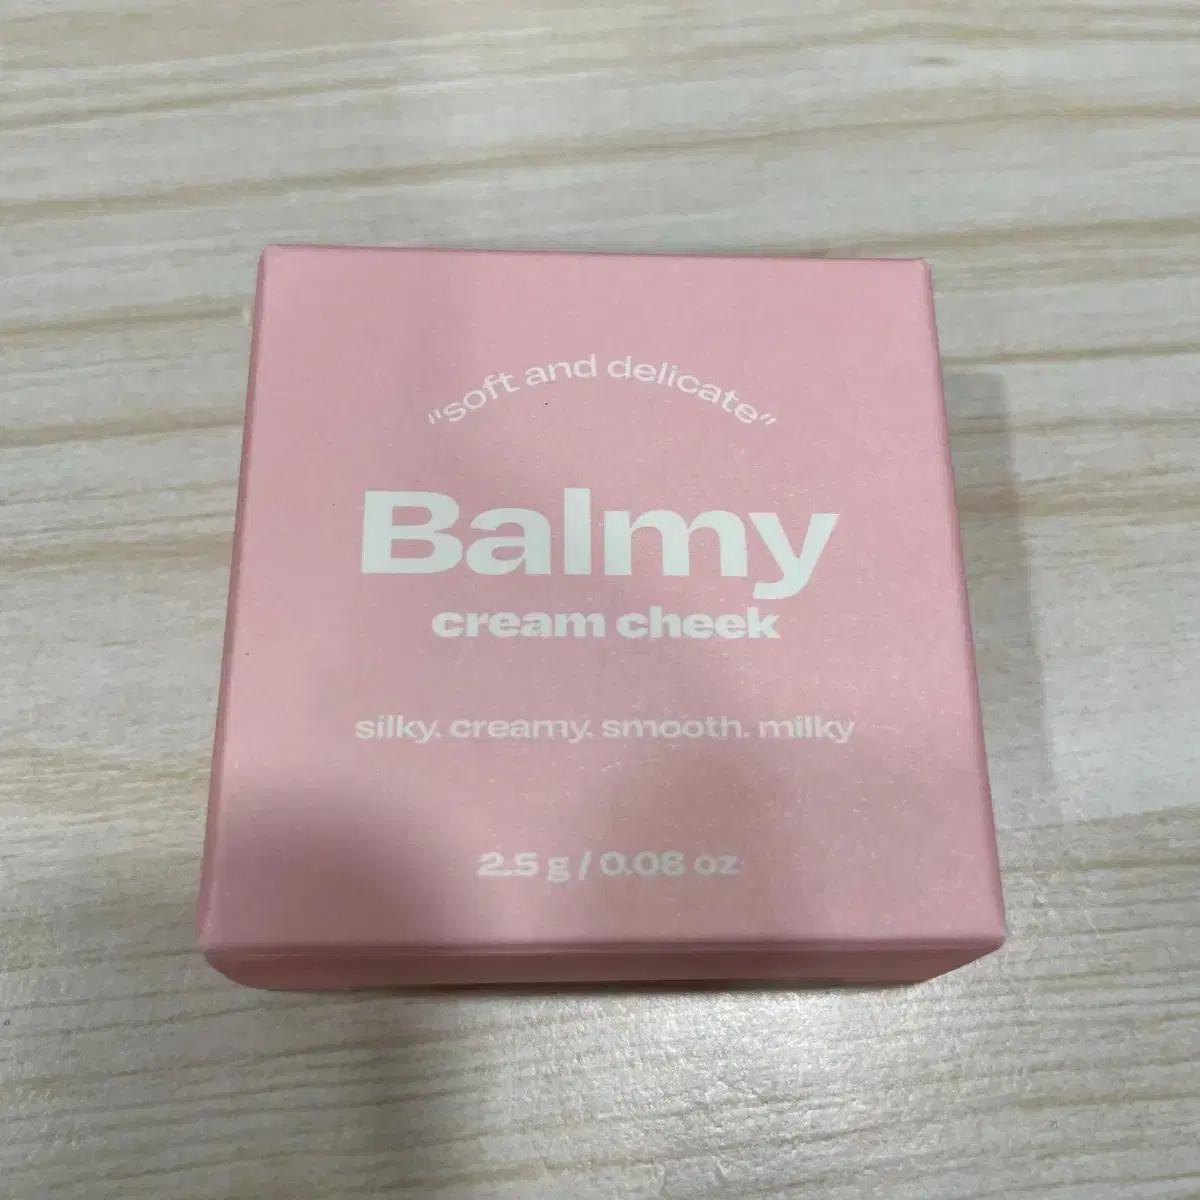 "soft and delicate"
Balmy
cream cheek
silky. creamy. smooth. milky
2.5 g / 0.08 oz